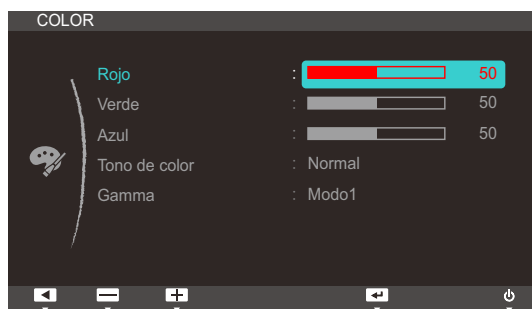 COLOR
Rojo : 50
Verde : 50
Azul : 50
Tono de color : Normal
Gamma : Modo1